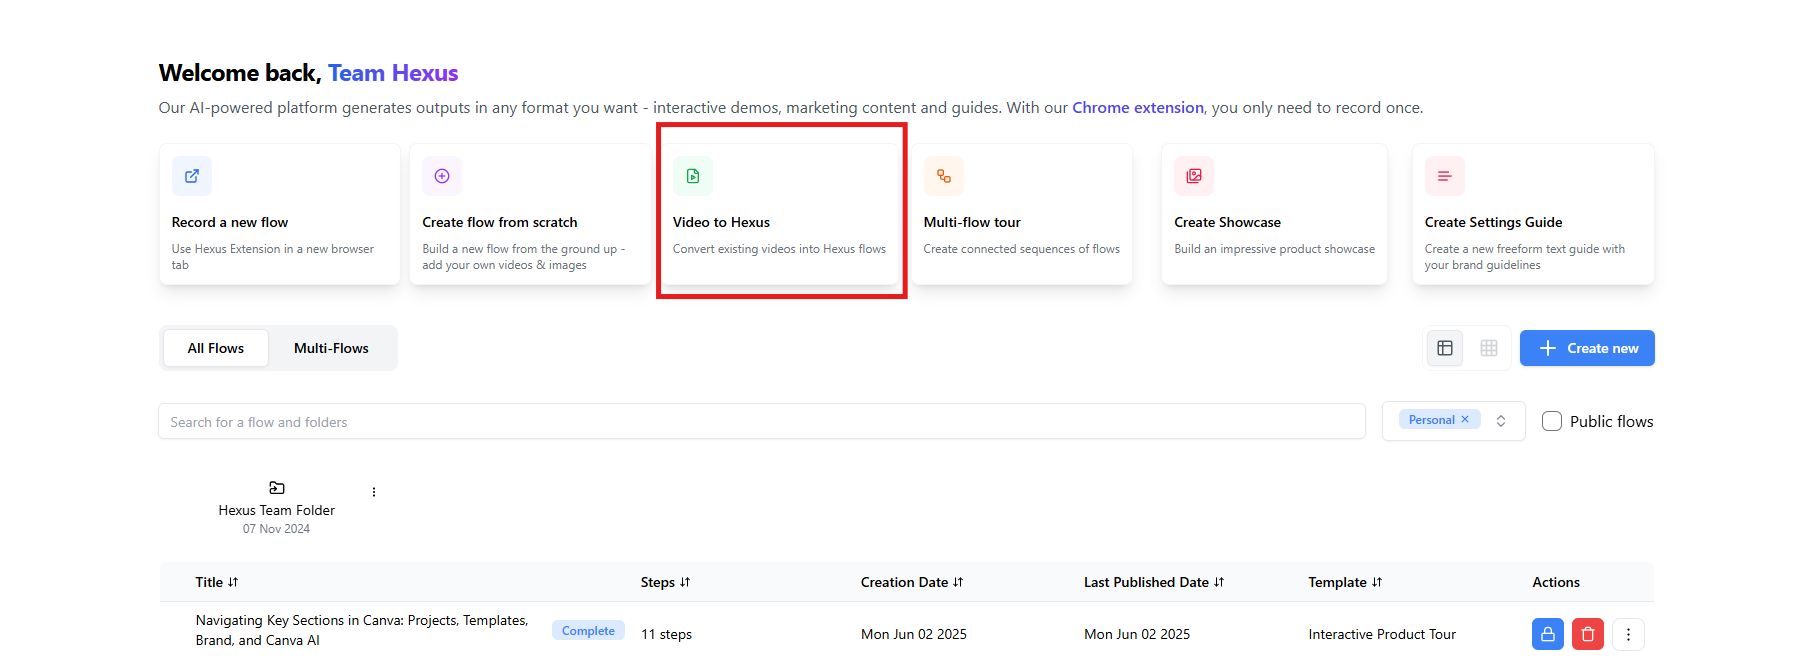 Welcome back, Team Hexus
Our AI-powered platform generates outputs in any format you want - interactive demos, marketing content and guides. With our Chrome extension, you only need to record once.
Record a new flow
Use Hexus Extension in a new browser
tab
Create flow from scratch
Build a new flow from the ground up -
add your own videos & images
Video to Hexus
Convert existing videos into Hexus flows
Multi-flow tour
Create connected sequences of flows
Create Showcase
Build an impressive product showcase
Create Settings Guide
Create a new freeform text guide with
your brand guidelines
All Flows
Multi-Flows
Create new
Search for a flow and folders
Personal
Public flows
Hexus Team Folder
07 Nov 2024
Title Steps Creation Date Last Published Date Template Actions
Navigating Key Sections in Canva: Projects, Templates,
Brand, and Canva AI
Complete
11 steps
Mon Jun 02 2025
Mon Jun 02 2025
Interactive Product Tour